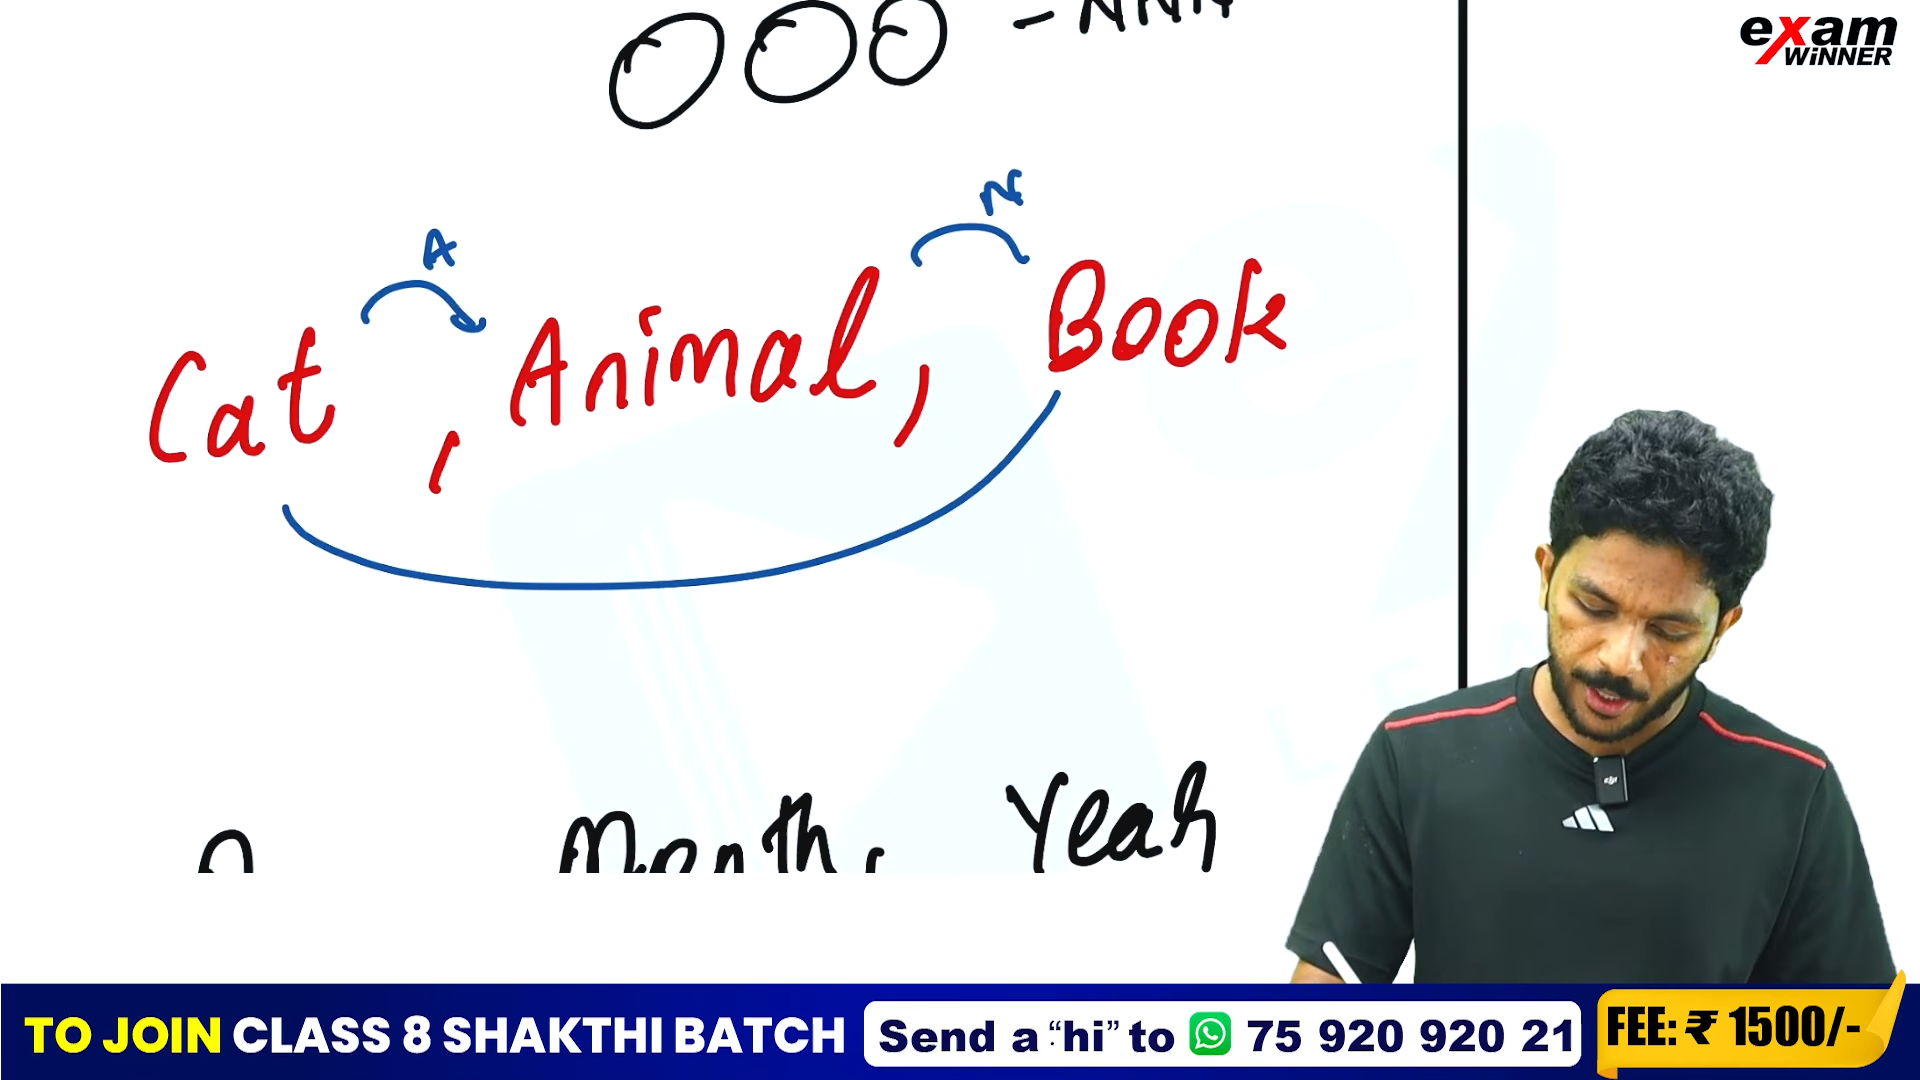 - NNN
exam
WiNNER
A
N
Cat, Animal, Book
Month, Year
TO JOIN CLASS 8 SHAKTHI BATCH
Send a “hi” to 75 920 920 21
FEE: ₹ 1500/-